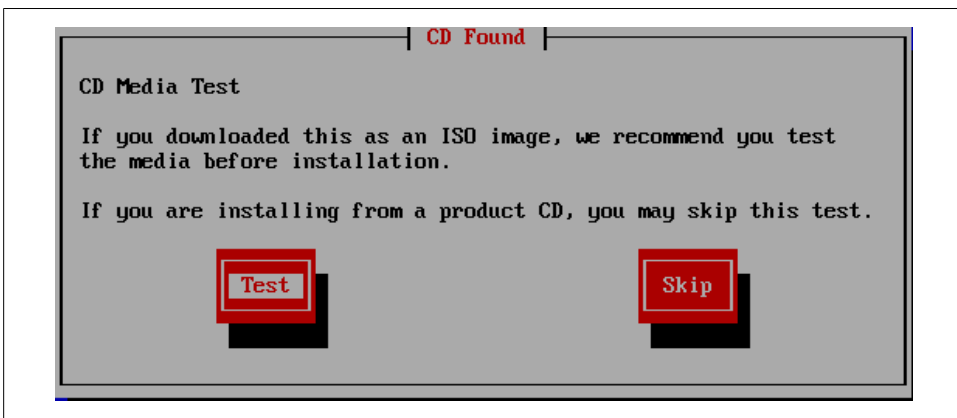 CD Found
CD Media Test
If you downloaded this as an ISO image, we recommend you test
the media before installation.
If you are installing from a product CD, you may skip this test.
Test
Skip